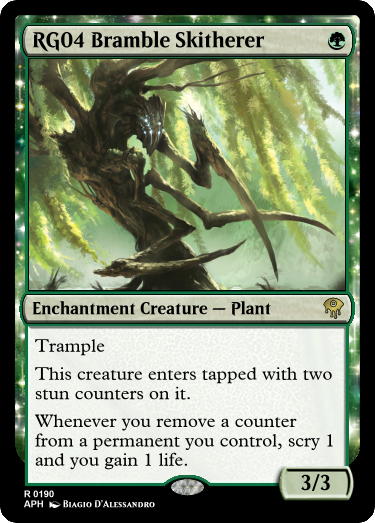 RG04 Bramble Skitherer
Enchantment Creature — Plant
Trample
This creature enters tapped with two
stun counters on it.
Whenever you remove a counter
from a permanent you control, scry 1
and you gain 1 life.
3/3
R 0190
APH Biagio D'Alessandro